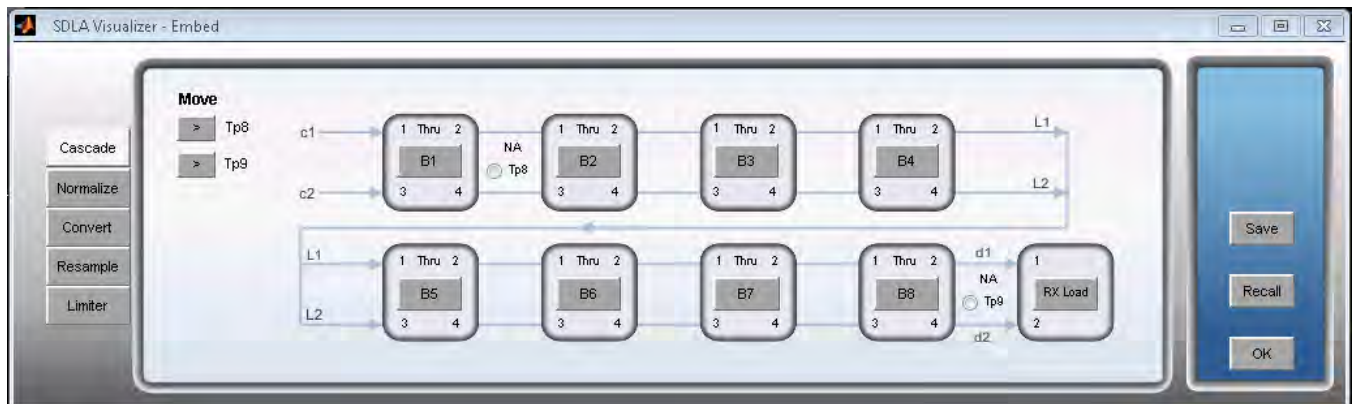 SDLA Visualizer - Embed
Cascade
Normalize
Convert
Resample
Limiter
Move
> Tp8
> Tp9
c1
c2
1 Thru 2
B1
3 4
NA
Tp8
1 Thru 2
B2
3 4
1 Thru 2
B3
3 4
1 Thru 2
B4
3 4
L1
L2
L1
L2
1 Thru 2
B5
3 4
1 Thru 2
B6
3 4
1 Thru 2
B7
3 4
1 Thru 2
B8
3 4
d1
NA
Tp9
d2
1
RX Load
2
Save
Recall
OK